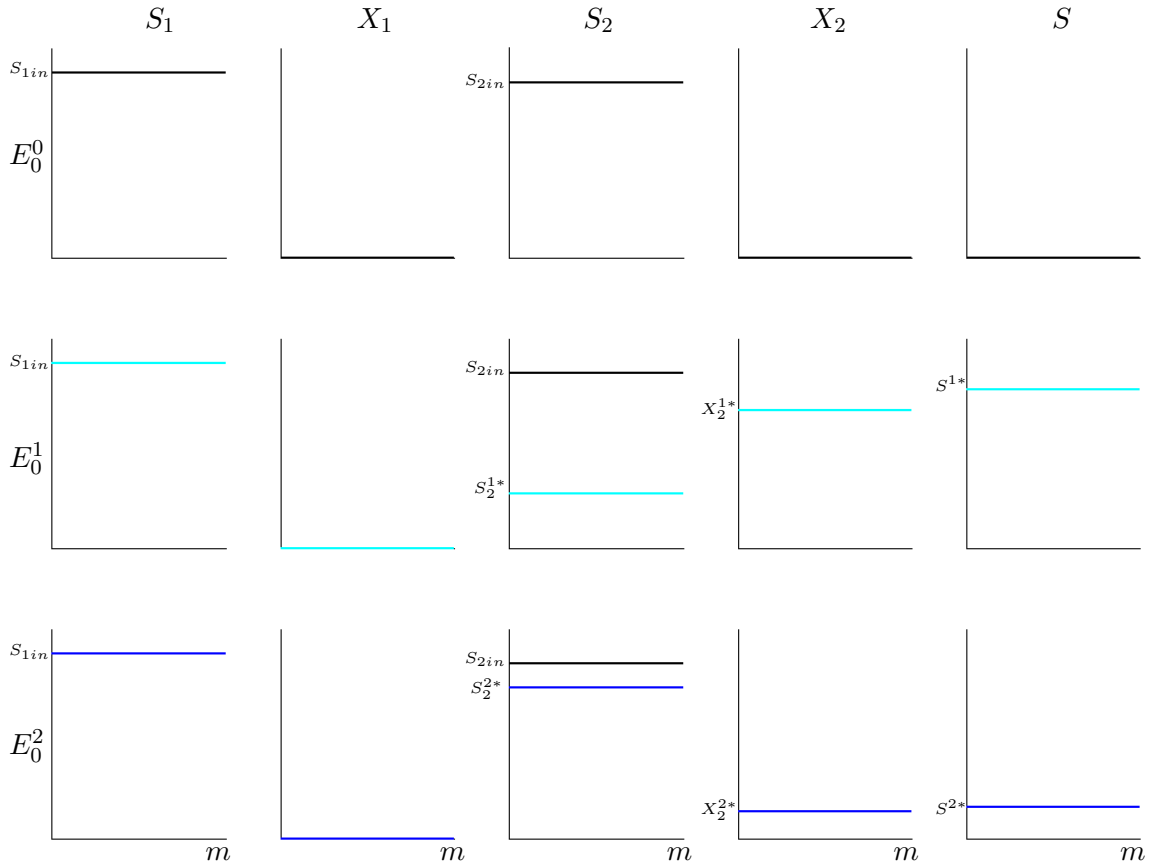 S₁ X₁ S₂ X₂ S
S₁ᵢₙ S₂ᵢₙ
E₀⁰
S₁ᵢₙ S₂ᵢₙ S¹*
X₂¹*
E₀¹ S₂¹*
S₁ᵢₙ S₂ᵢₙ
S₂²*
E₀²
X₂²* S²*
m m m m m